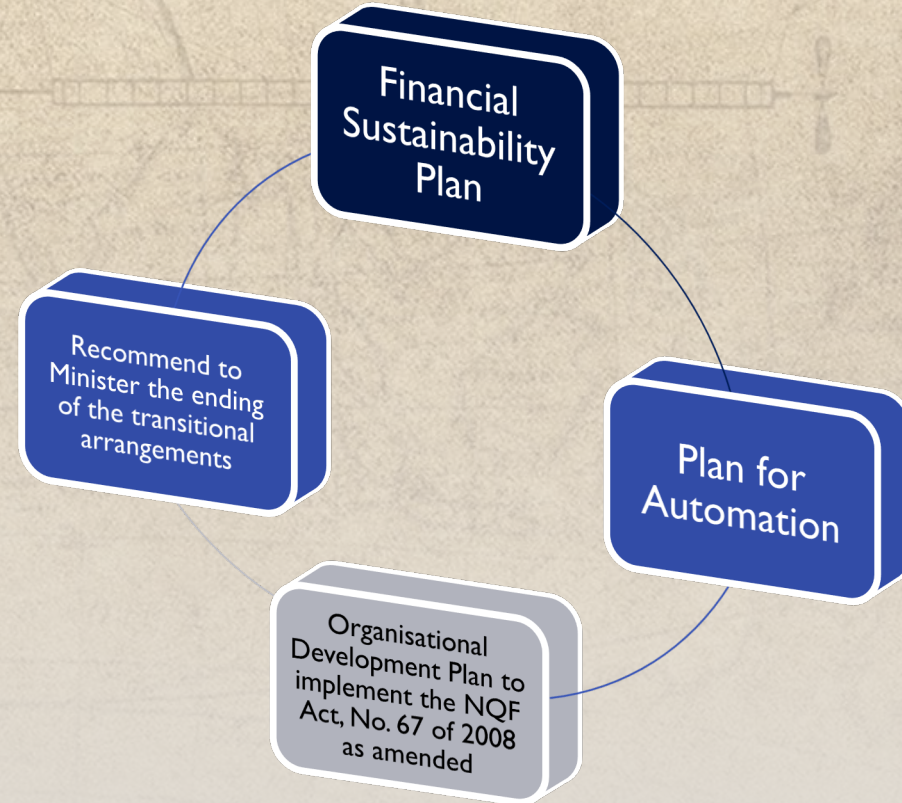 Financial
Sustainability
Plan
Recommend to
Minister the ending
of the transitional
arrangements
Plan for
Automation
Organisational
Development Plan to
implement the NQF
Act, No. 67 of 2008
as amended